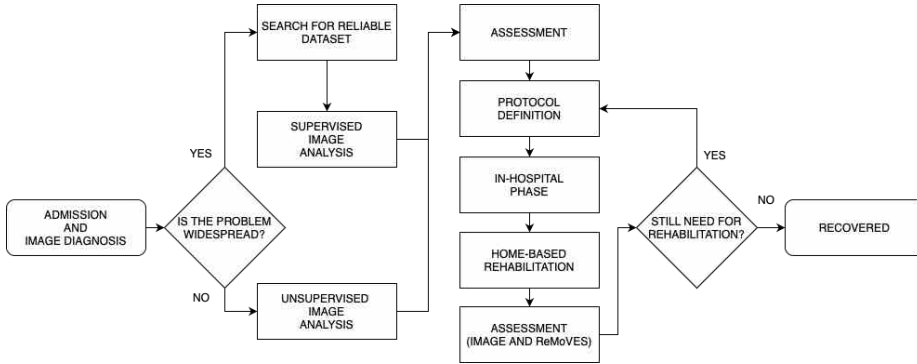 ADMISSION
AND
IMAGE DIAGNOSIS
IS THE PROBLEM
WIDESPREAD?
YES
NO
SEARCH FOR RELIABLE
DATASET
SUPERVISED
IMAGE
ANALYSIS
UNSUPERVISED
IMAGE
ANALYSIS
ASSESSMENT
PROTOCOL
DEFINITION
IN-HOSPITAL
PHASE
HOME-BASED
REHABILITATION
ASSESSMENT
(IMAGE AND ReMoVES)
STILL NEED FOR
REHABILITATION?
YES
NO
RECOVERED